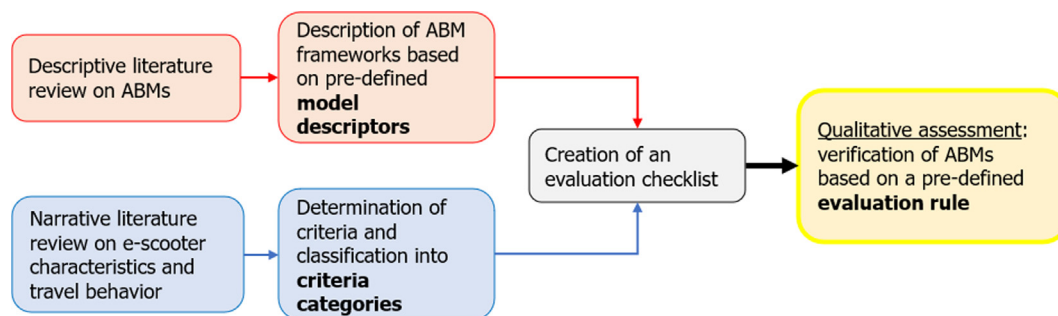 Descriptive literature
review on ABMs
Description of ABM
frameworks based
on pre-defined
model
descriptors
Narrative literature
review on e-scooter
characteristics and
travel behavior
Determination of
criteria and
classification into
criteria
categories
Creation of an
evaluation checklist
Qualitative assessment:
verification of ABMs
based on a pre-defined
evaluation rule